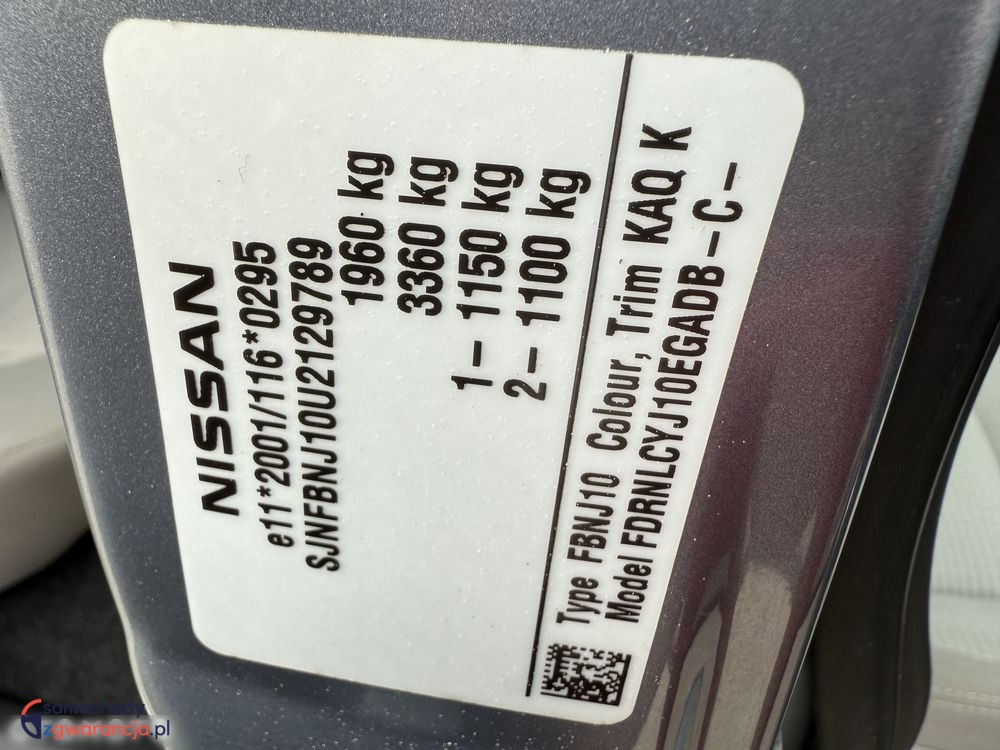 NISSAN
e11*2001/116*0295
SJNFBNJ10U2129789
1960 kg
3360 kg
1– 1150 kg
2– 1100 kg
Type FBNJ10 Colour, Trim KAQ K
Model FDRNLCYJ10EGADB–C–
samochody
zgwarancja.pl